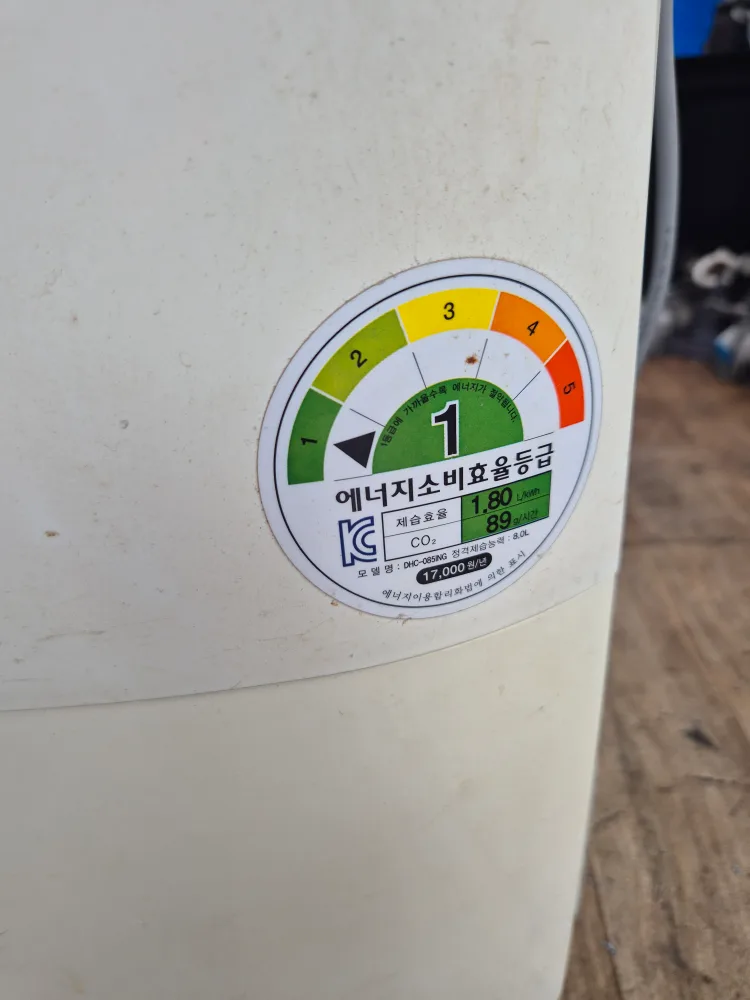 1 2 3 4 5
1등급에 가까울수록 에너지가 절약됩니다.
1
에너지소비효율등급
제습효율 1.80 L/kWh
CO₂ 89 g/시간
모델명 : DHC-085ING 정격제습능력 : 8.0L
17,000원/년
에너지이용합리화법에 의한 표시